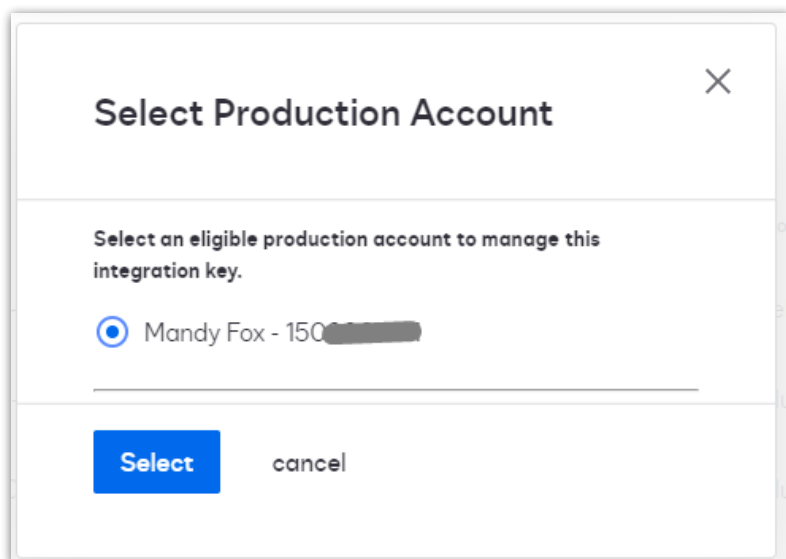 Select Production Account
Select an eligible production account to manage this
integration key.
Mandy Fox - 150
Select
cancel